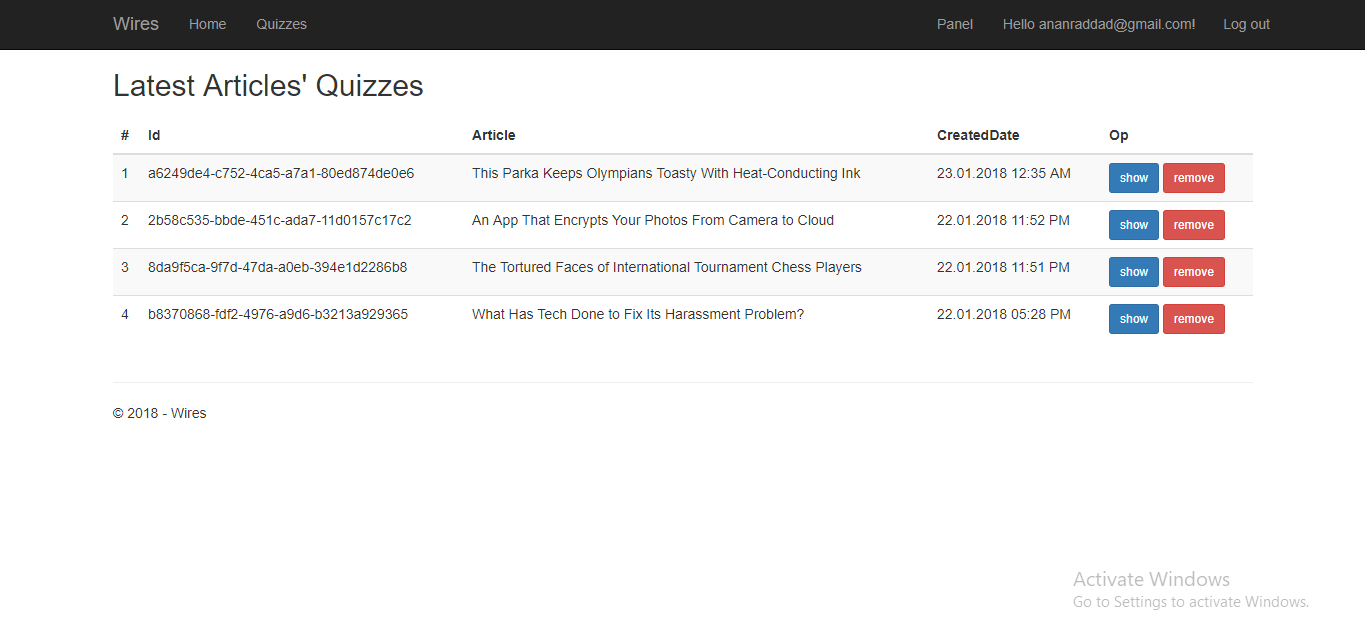 Wires Home Quizzes Panel Hello ananraddad@gmail.com! Log out
Latest Articles' Quizzes
# Id Article CreatedDate Op
1 a6249de4-c752-4ca5-a7a1-80ed874de0e6 This Parka Keeps Olympians Toasty With Heat-Conducting Ink 23.01.2018 12:35 AM show remove
2 2b58c535-bbde-451c-ada7-11d0157c17c2 An App That Encrypts Your Photos From Camera to Cloud 22.01.2018 11:52 PM show remove
3 8da9f5ca-9f7d-47da-a0eb-394e1d2286b8 The Tortured Faces of International Tournament Chess Players 22.01.2018 11:51 PM show remove
4 b8370868-fdf2-4976-a9d6-b3213a929365 What Has Tech Done to Fix Its Harassment Problem? 22.01.2018 05:28 PM show remove
© 2018 - Wires
Activate Windows
Go to Settings to activate Windows.